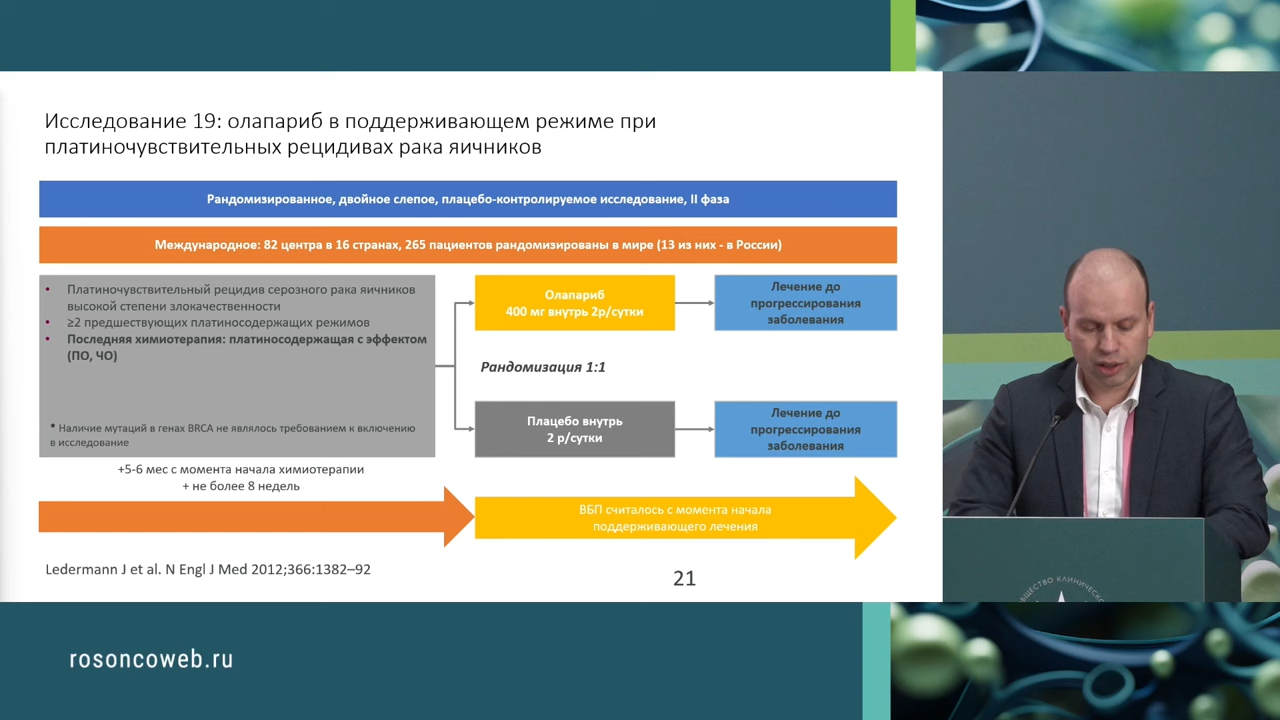 Исследование 19: олапариб в поддерживающем режиме при
платиночувствительных рецидивах рака яичников
Рандомизированное, двойное слепое, плацебо-контролируемое исследование, II фаза
Международное: 82 центра в 16 странах, 265 пациентов рандомизированы в мире (13 из них - в России)
• Платиночувствительный рецидив серозного рака яичников
высокой степени злокачественности
• ≥2 предшествующих платиносодержащих режимов
• Последняя химиотерапия: платиносодержащая с эффектом
(ПО, ЧО)
* Наличие мутаций в генах BRCA не являлось требованием к включению
в исследование
Олапариб
400 мг внутрь 2р/сутки
Лечение до
прогрессирования
заболевания
Рандомизация 1:1
Плацебо внутрь
2 р/сутки
Лечение до
прогрессирования
заболевания
+5-6 мес с момента начала химиотерапии
+ не более 8 недель
ВБП считалось с момента начала
поддерживающего лечения
Ledermann J et al. N Engl J Med 2012;366:1382–92
21
rosoncoweb.ru